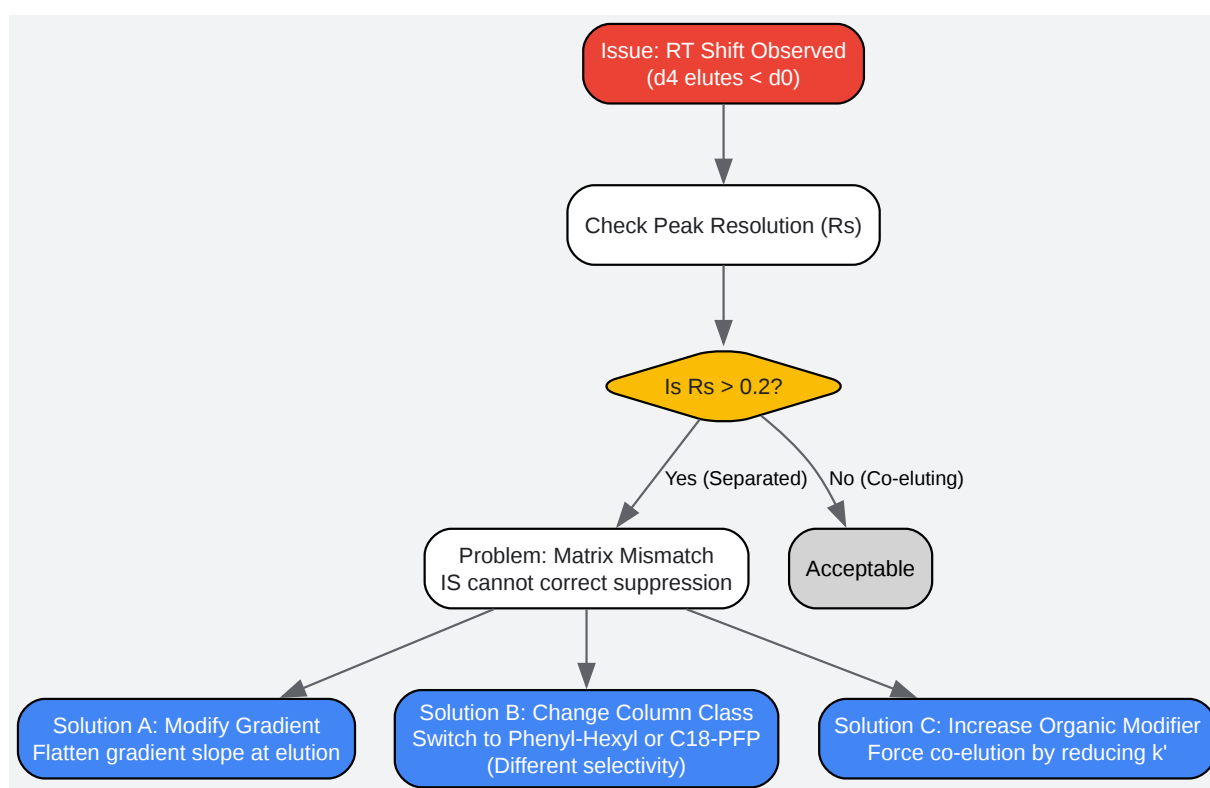 Issue: RT Shift Observed
(d4 elutes < d0)
Check Peak Resolution (Rs)
Is Rs > 0.2?
Yes (Separated)
No (Co-eluting)
Problem: Matrix Mismatch
IS cannot correct suppression
Acceptable
Solution A: Modify Gradient
Flatten gradient slope at elution
Solution B: Change Column Class
Switch to Phenyl-Hexyl or C18-PFP
(Different selectivity)
Solution C: Increase Organic Modifier
Force co-elution by reducing k'